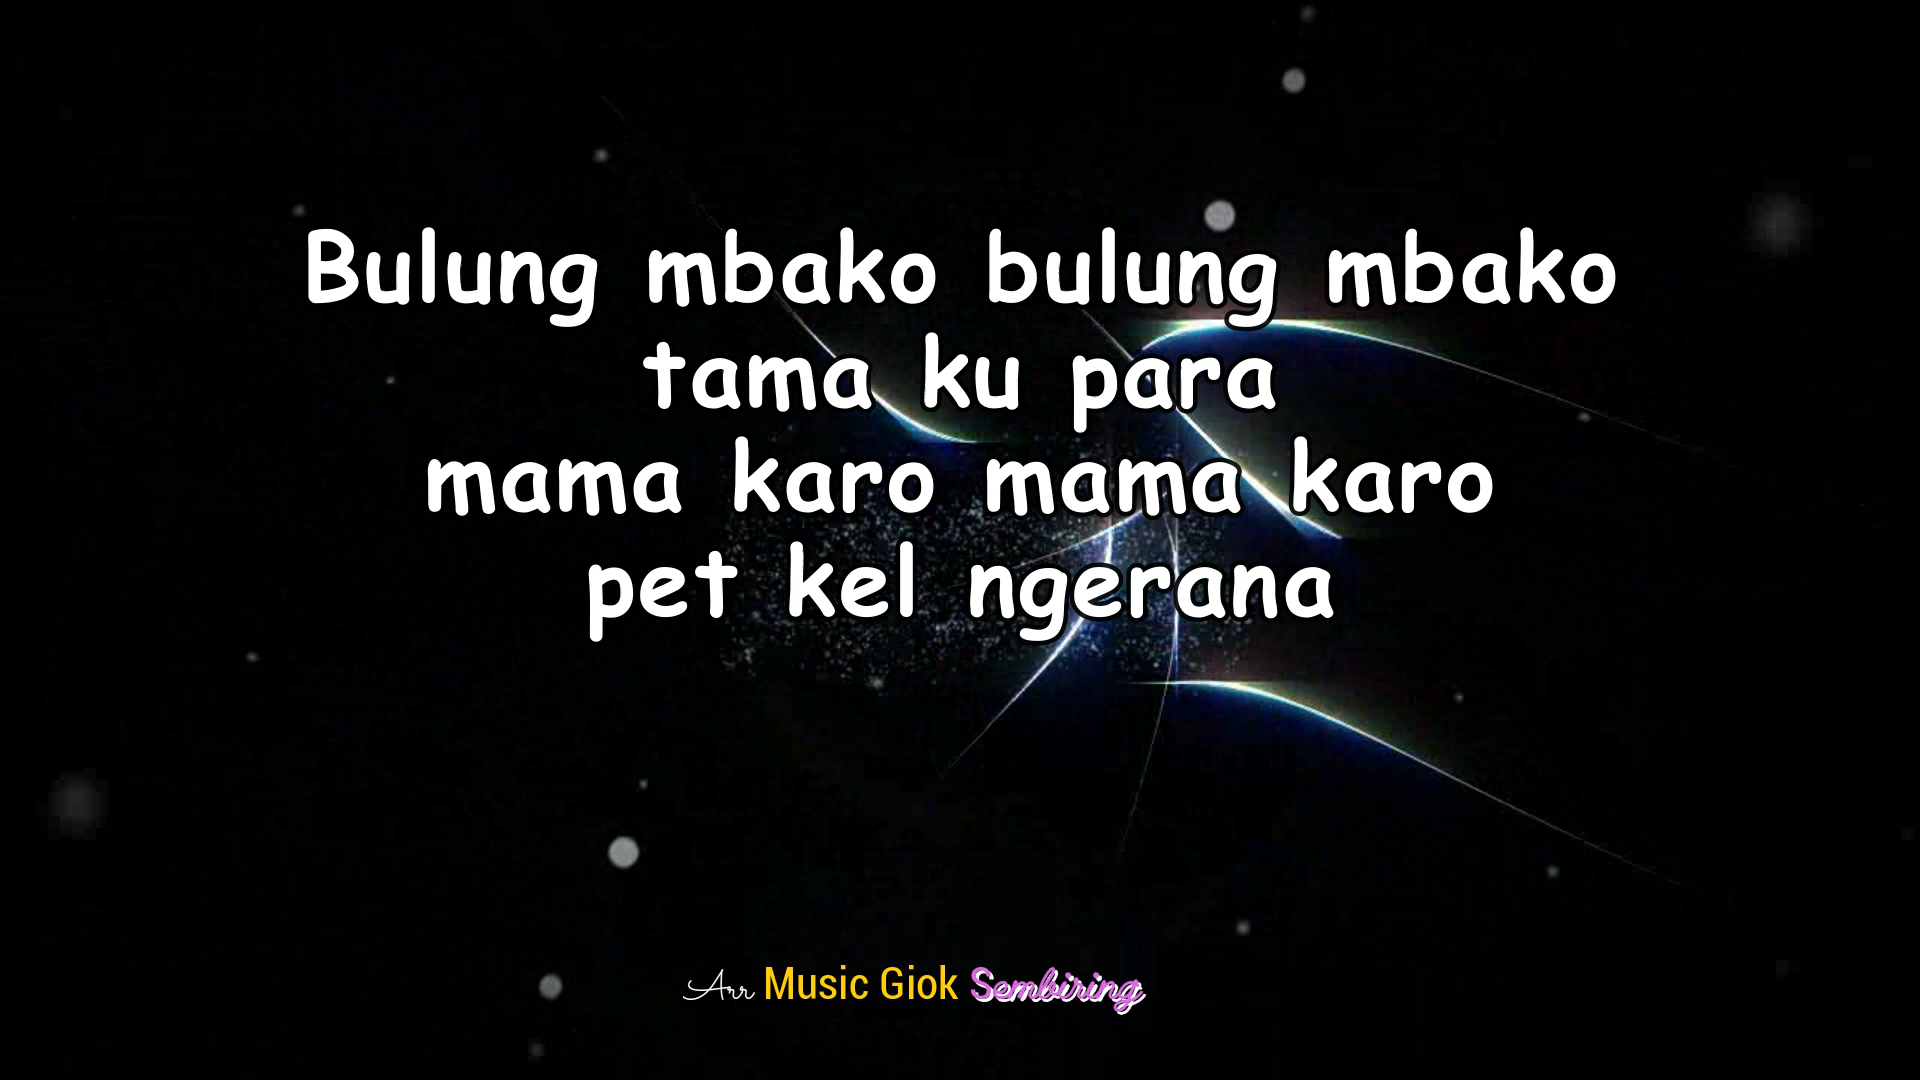 Bulung mbako bulung mbako
tama ku para
mama karo mama karo
pet kel ngerana
Arr Music Giok Sembiring